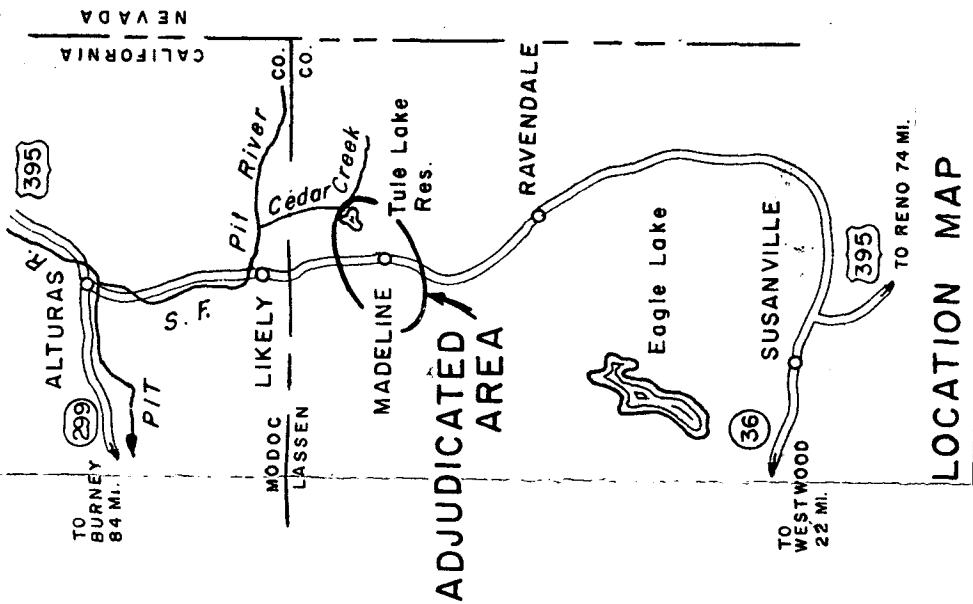 NEVADA
CALIFORNIA
395
R.
ALTURAS
299
PIT
TO
BURNEY
84 MI.
S. F.
Pit River
LIKELY
CO.
CO.
MODOC
LASSEN
Cedar Creek
Tule Lake
Res.
MADELINE
ADJUDICATED
AREA
RAVENDALE
Eagle Lake
SUSANVILLE
36
395
TO RENO 74 MI.
TO
WESTWOOD
22 MI.
LOCATION MAP